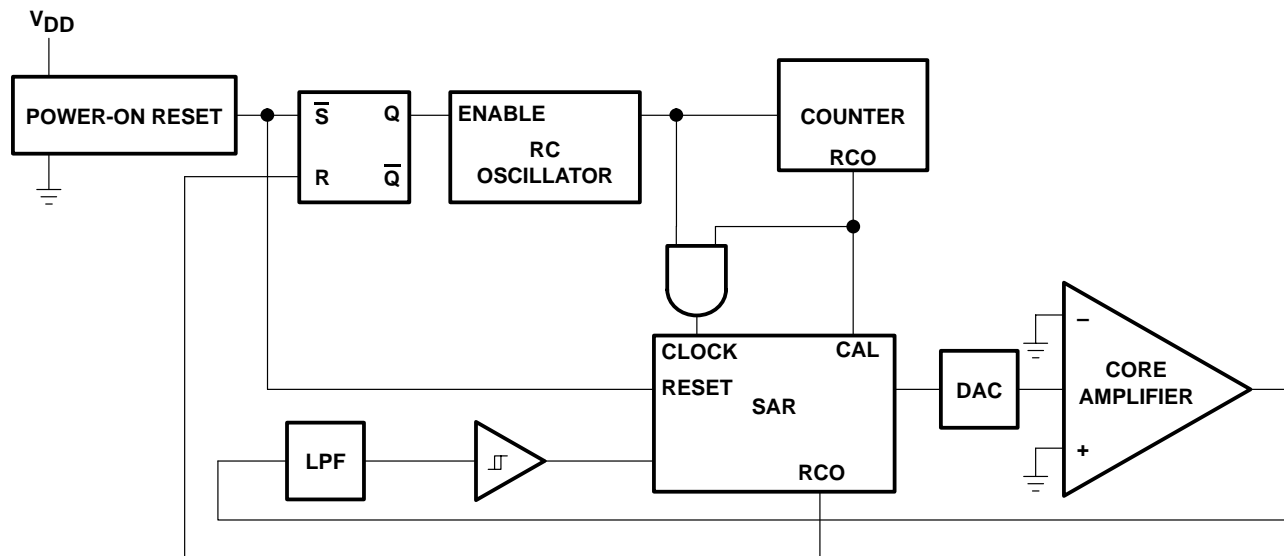 VDD
POWER-ON RESET
S̅
Q
R
Q̅
ENABLE
RC
OSCILLATOR
COUNTER
RCO
CLOCK
CAL
RESET
SAR
RCO
DAC
–
CORE
AMPLIFIER
+
LPF